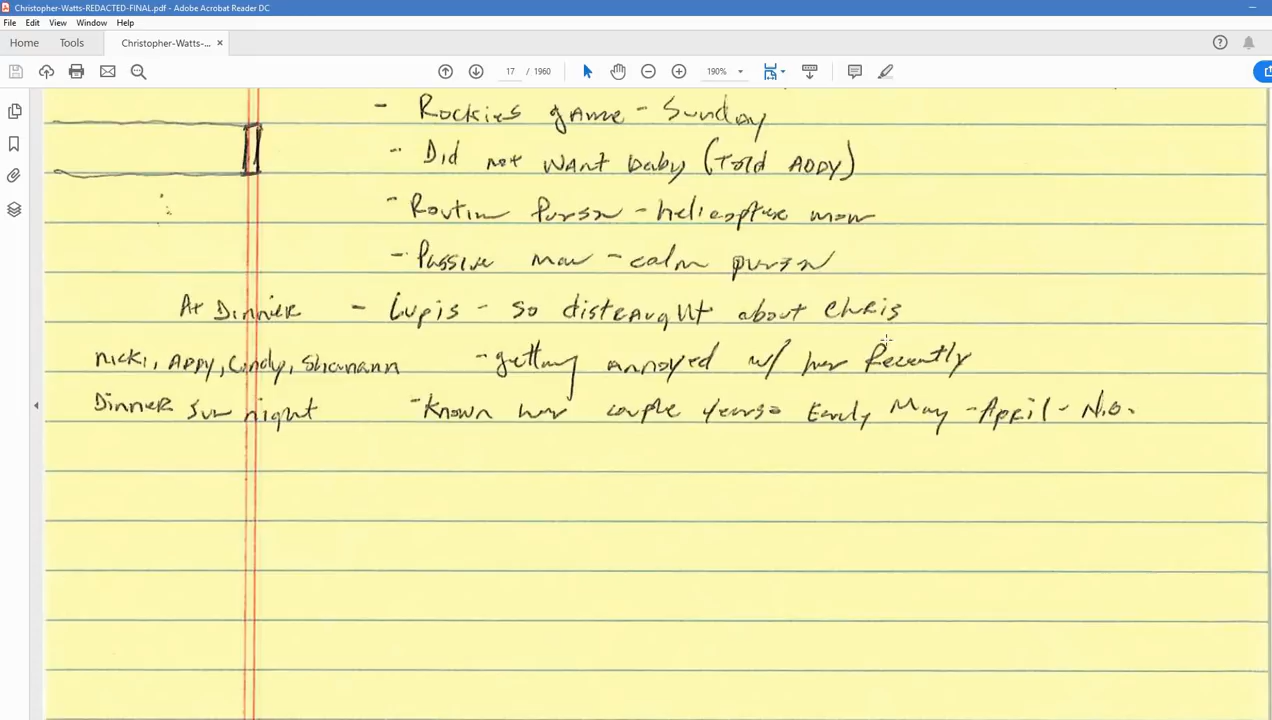 Christopher-Watts-REDACTED-FINAL.pdf - Adobe Acrobat Reader DC
File Edit View Window Help
Home Tools Christopher-Watts-... ×
17 / 1960 190%
- Rockies game - Sunday
- Did not want baby (Told ADDY)
- Routin Person - helicopter mom
- Passive man - calm person
At Dinner - Lupis - so distraught about Chris
Nicki, Addy, Cindy, Shanann - getting annoyed w/ her Recently
Dinner Sun night - Known her couple years Early May - April - N.O.